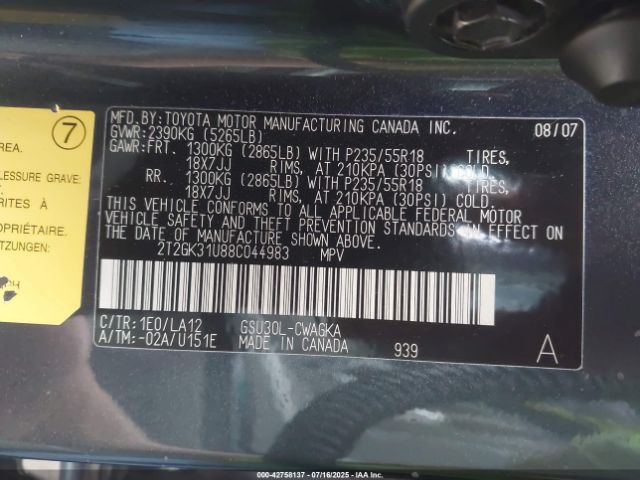 7
REA.
LESSURE GRAVE
RITES À
OPRIÉTAIRE.
MFD.BY:TOYOTA MOTOR MANUFACTURING CANADA INC. 08/07
GVWR:2390KG (5265LB)
GAWR:FRT. 1300KG (2865LB) WITH P235/55R18 TIRES,
18X7JJ RIMS, AT 210KPA (30PSI) COLD.
RR. 1300KG (2865LB) WITH P235/55R18 TIRES,
18X7JJ RIMS, AT 210KPA (30PSI) COLD.
THIS VEHICLE CONFORMS TO ALL APPLICABLE FEDERAL MOTOR
VEHICLE SAFETY AND THEFT PREVENTION STANDARDS IN EFFECT ON
THE DATE OF MANUFACTURE SHOWN ABOVE.
2T2GK31U88C044983 MPV
C/TR:1E0/LA12 GSU30L-CWAGKA
A/TM:-02A/U151E MADE IN CANADA 939 A
000-42758137 - 07/16/2025 - IAA Inc.